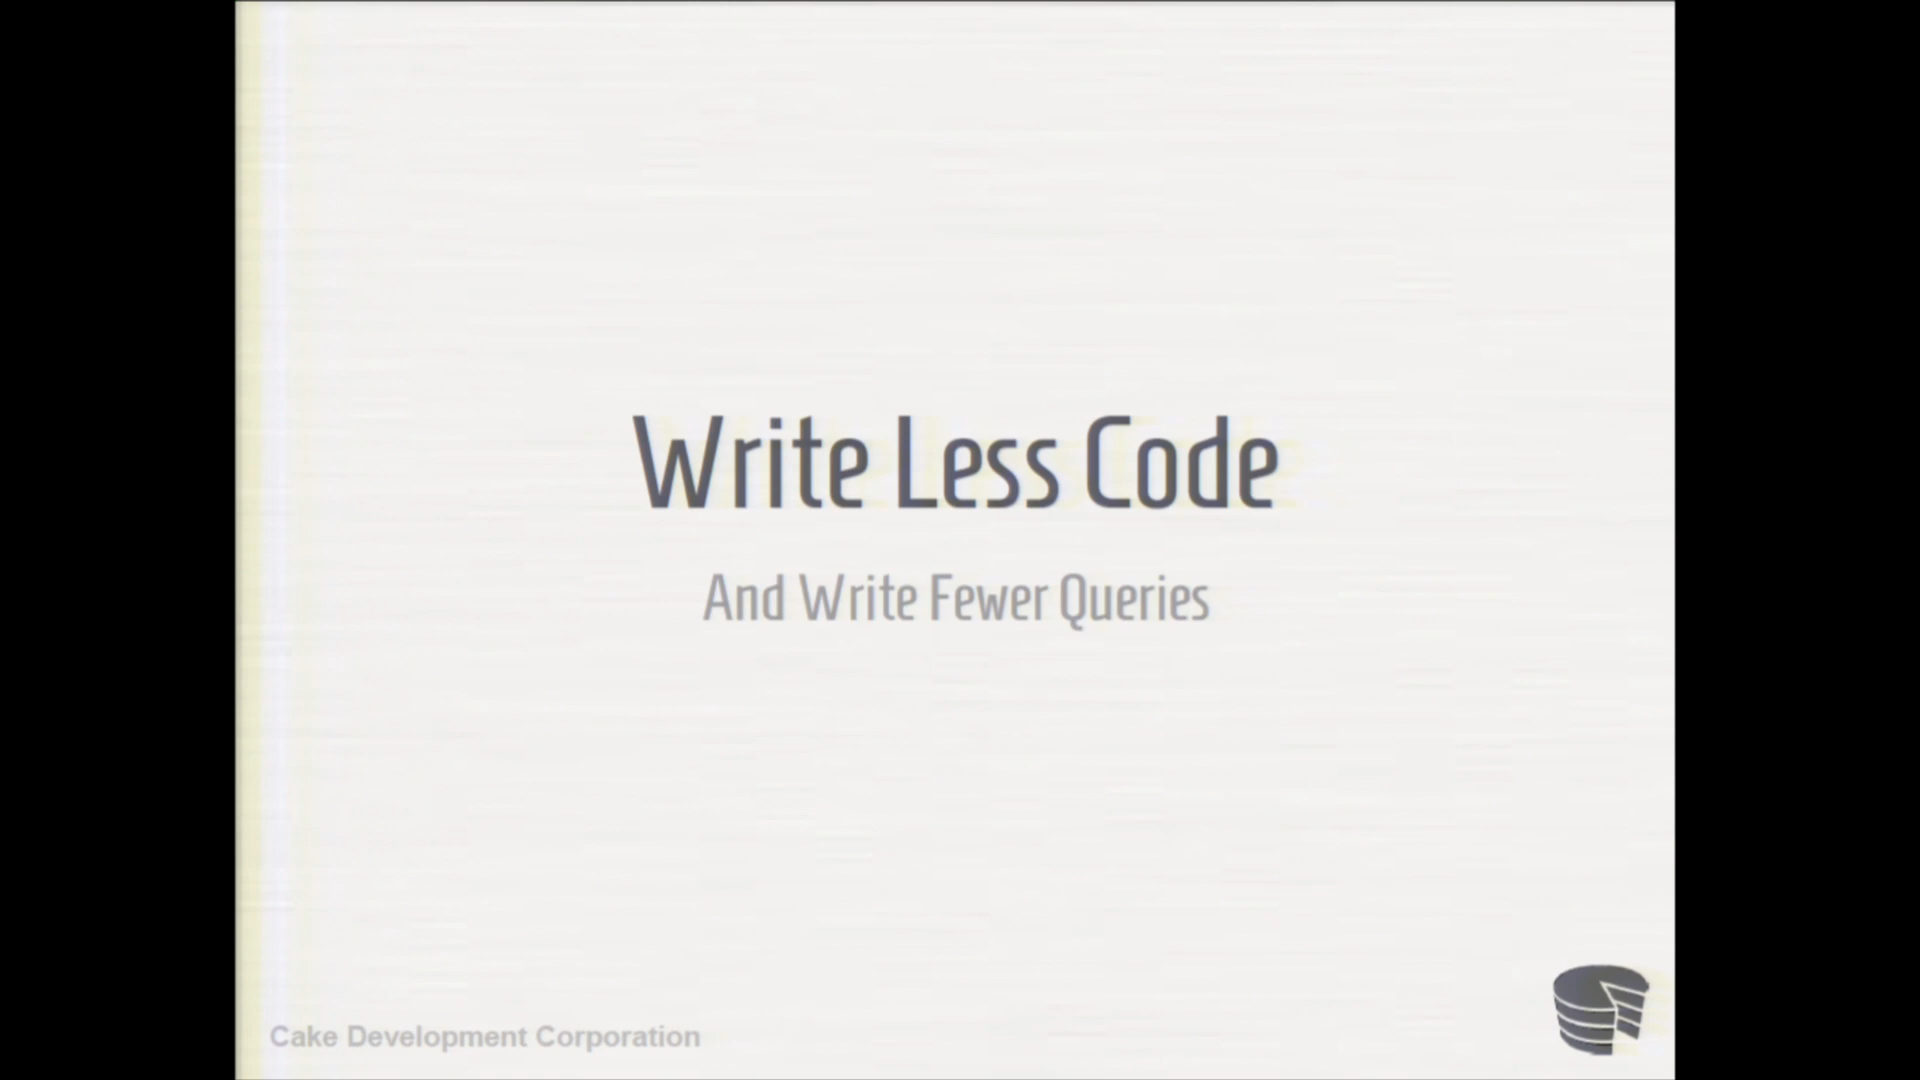 Write Less Code
And Write Fewer Queries
Cake Development Corporation